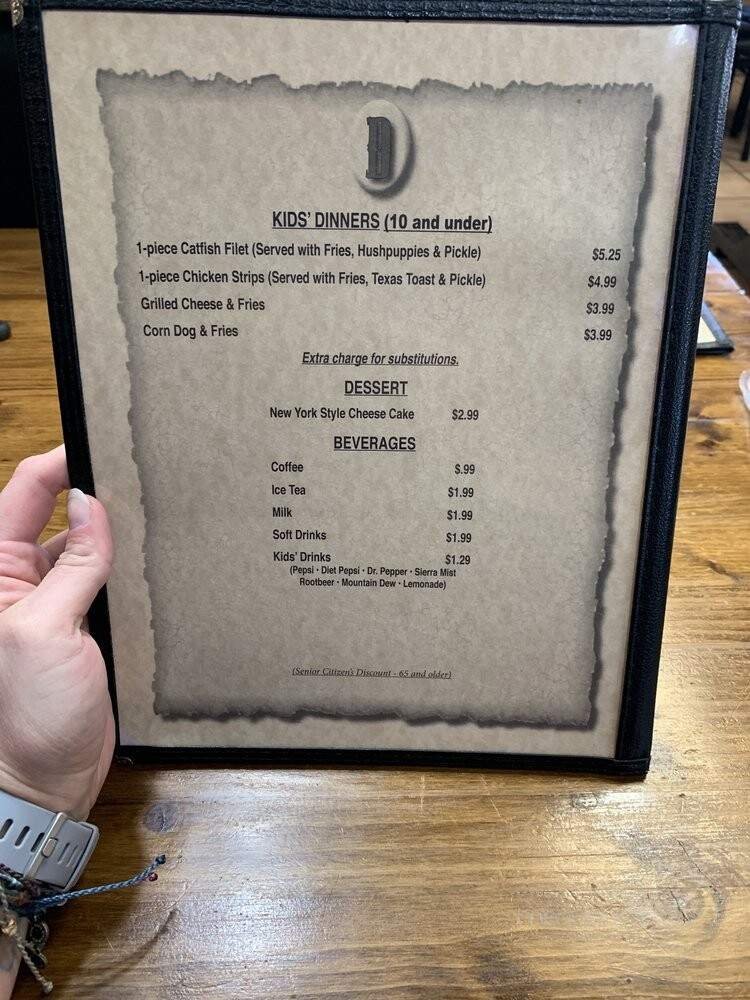 D
KIDS' DINNERS (10 and under)
1-piece Catfish Filet (Served with Fries, Hushpuppies & Pickle) $5.25
1-piece Chicken Strips (Served with Fries, Texas Toast & Pickle) $4.99
Grilled Cheese & Fries $3.99
Corn Dog & Fries $3.99
Extra charge for substitutions.
DESSERT
New York Style Cheese Cake $2.99
BEVERAGES
Coffee $.99
Ice Tea $1.99
Milk $1.99
Soft Drinks $1.99
Kids' Drinks $1.29
(Pepsi • Diet Pepsi • Dr. Pepper • Sierra Mist
Rootbeer • Mountain Dew • Lemonade)
(Senior Citizen's Discount - 65 and older)